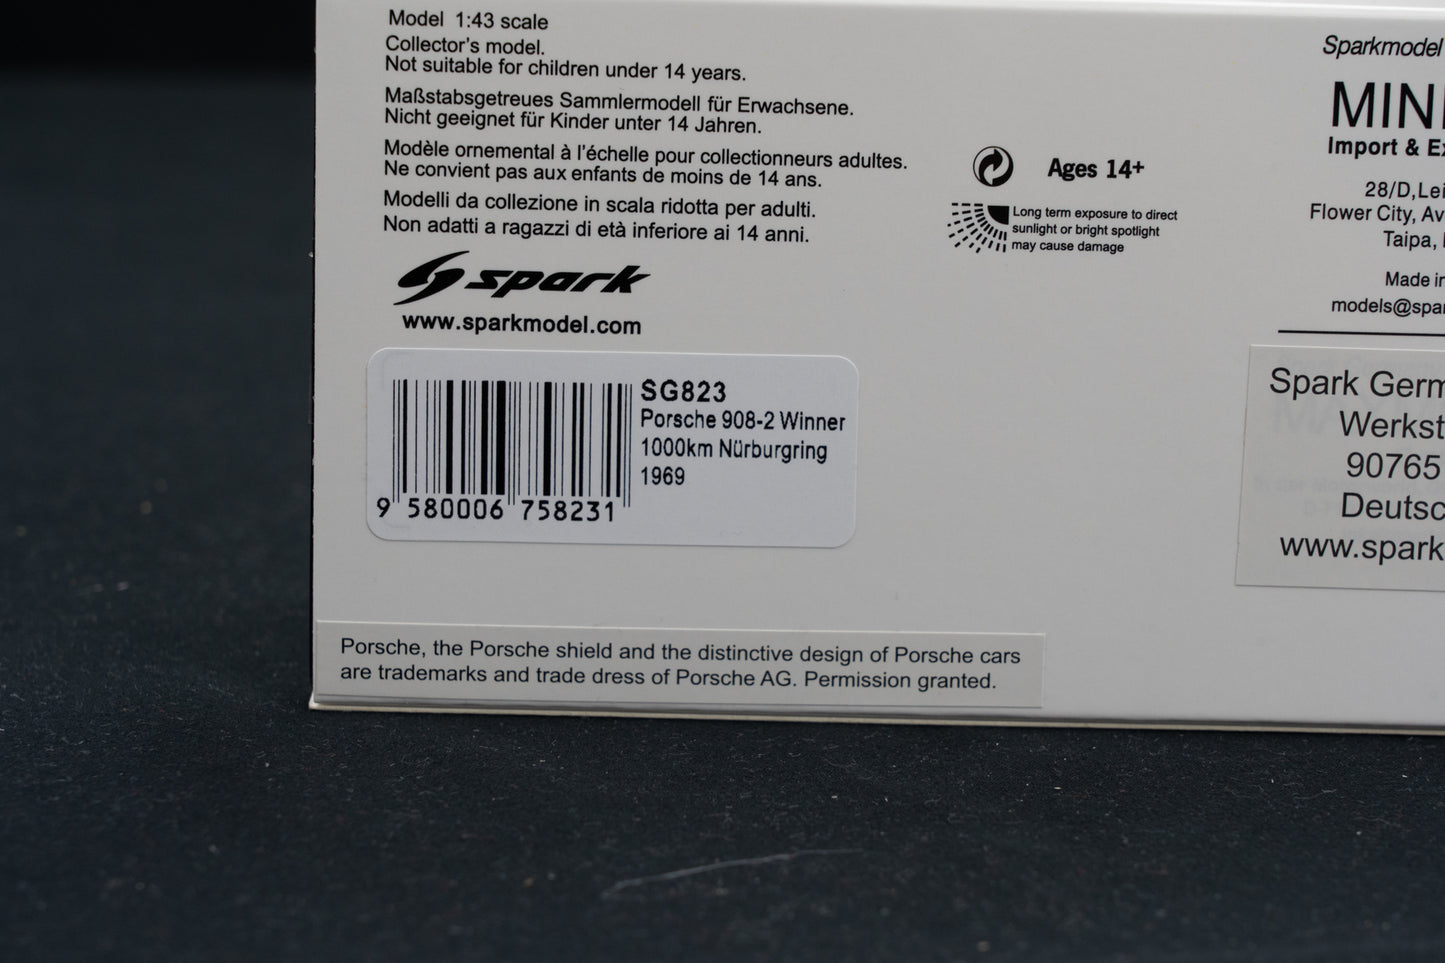 Model 1:43 scale
Collector's model.
Not suitable for children under 14 years.
Maßstabsgetreues Sammlermodell für Erwachsene.
Nicht geeignet für Kinder unter 14 Jahren.
Modèle ornemental à l'échelle pour collectionneurs adultes.
Ne convient pas aux enfants de moins de 14 ans.
Modelli da collezione in scala ridotta per adulti.
Non adatti a ragazzi di età inferiore ai 14 anni.
spark
www.sparkmodel.com
SG823
Porsche 908-2 Winner
1000km Nürburgring
1969
9 580006 758231
Porsche, the Porsche shield and the distinctive design of Porsche cars
are trademarks and trade dress of Porsche AG. Permission granted.
Ages 14+
Long term exposure to direct
sunlight or bright spotlight
may cause damage
Sparkmodel
MINI
Import & Ex
28/D,Lei
Flower City, Av
Taipa,
Made in
models@spar
Spark Germ
Werkst
90765
Deutsc
www.spark